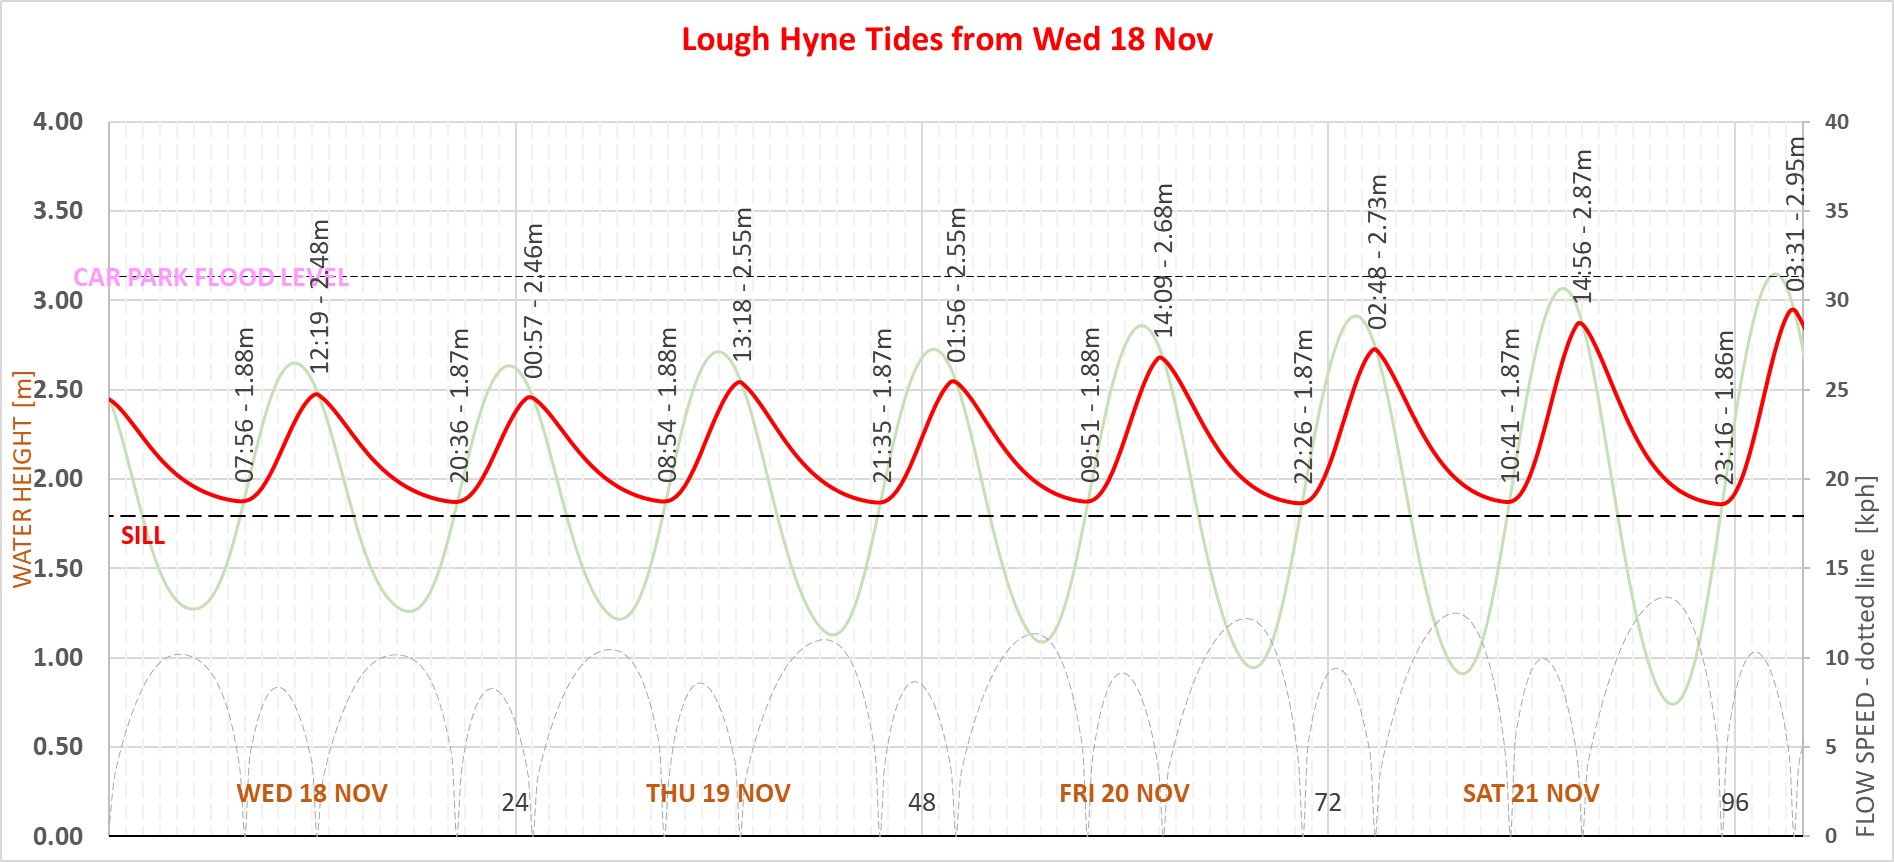 Lough Hyne Tides from Wed 18 Nov
WATER HEIGHT [m]
4.00
3.50
3.00
2.50
2.00
1.50
1.00
0.50
0.00
CAR PARK FLOOD LEVEL
SILL
07:56 - 1.88m
12:19 - 2.48m
20:36 - 1.87m
00:57 - 2.46m
08:54 - 1.88m
13:18 - 2.55m
21:35 - 1.87m
01:56 - 2.55m
09:51 - 1.88m
14:09 - 2.68m
22:26 - 1.87m
02:48 - 2.73m
10:41 - 1.87m
14:56 - 2.87m
23:16 - 1.86m
03:31 - 2.95m
WED 18 NOV
24
THU 19 NOV
48
FRI 20 NOV
72
SAT 21 NOV
96
40
35
30
25
20
15
10
5
0
FLOW SPEED - dotted line [kph]